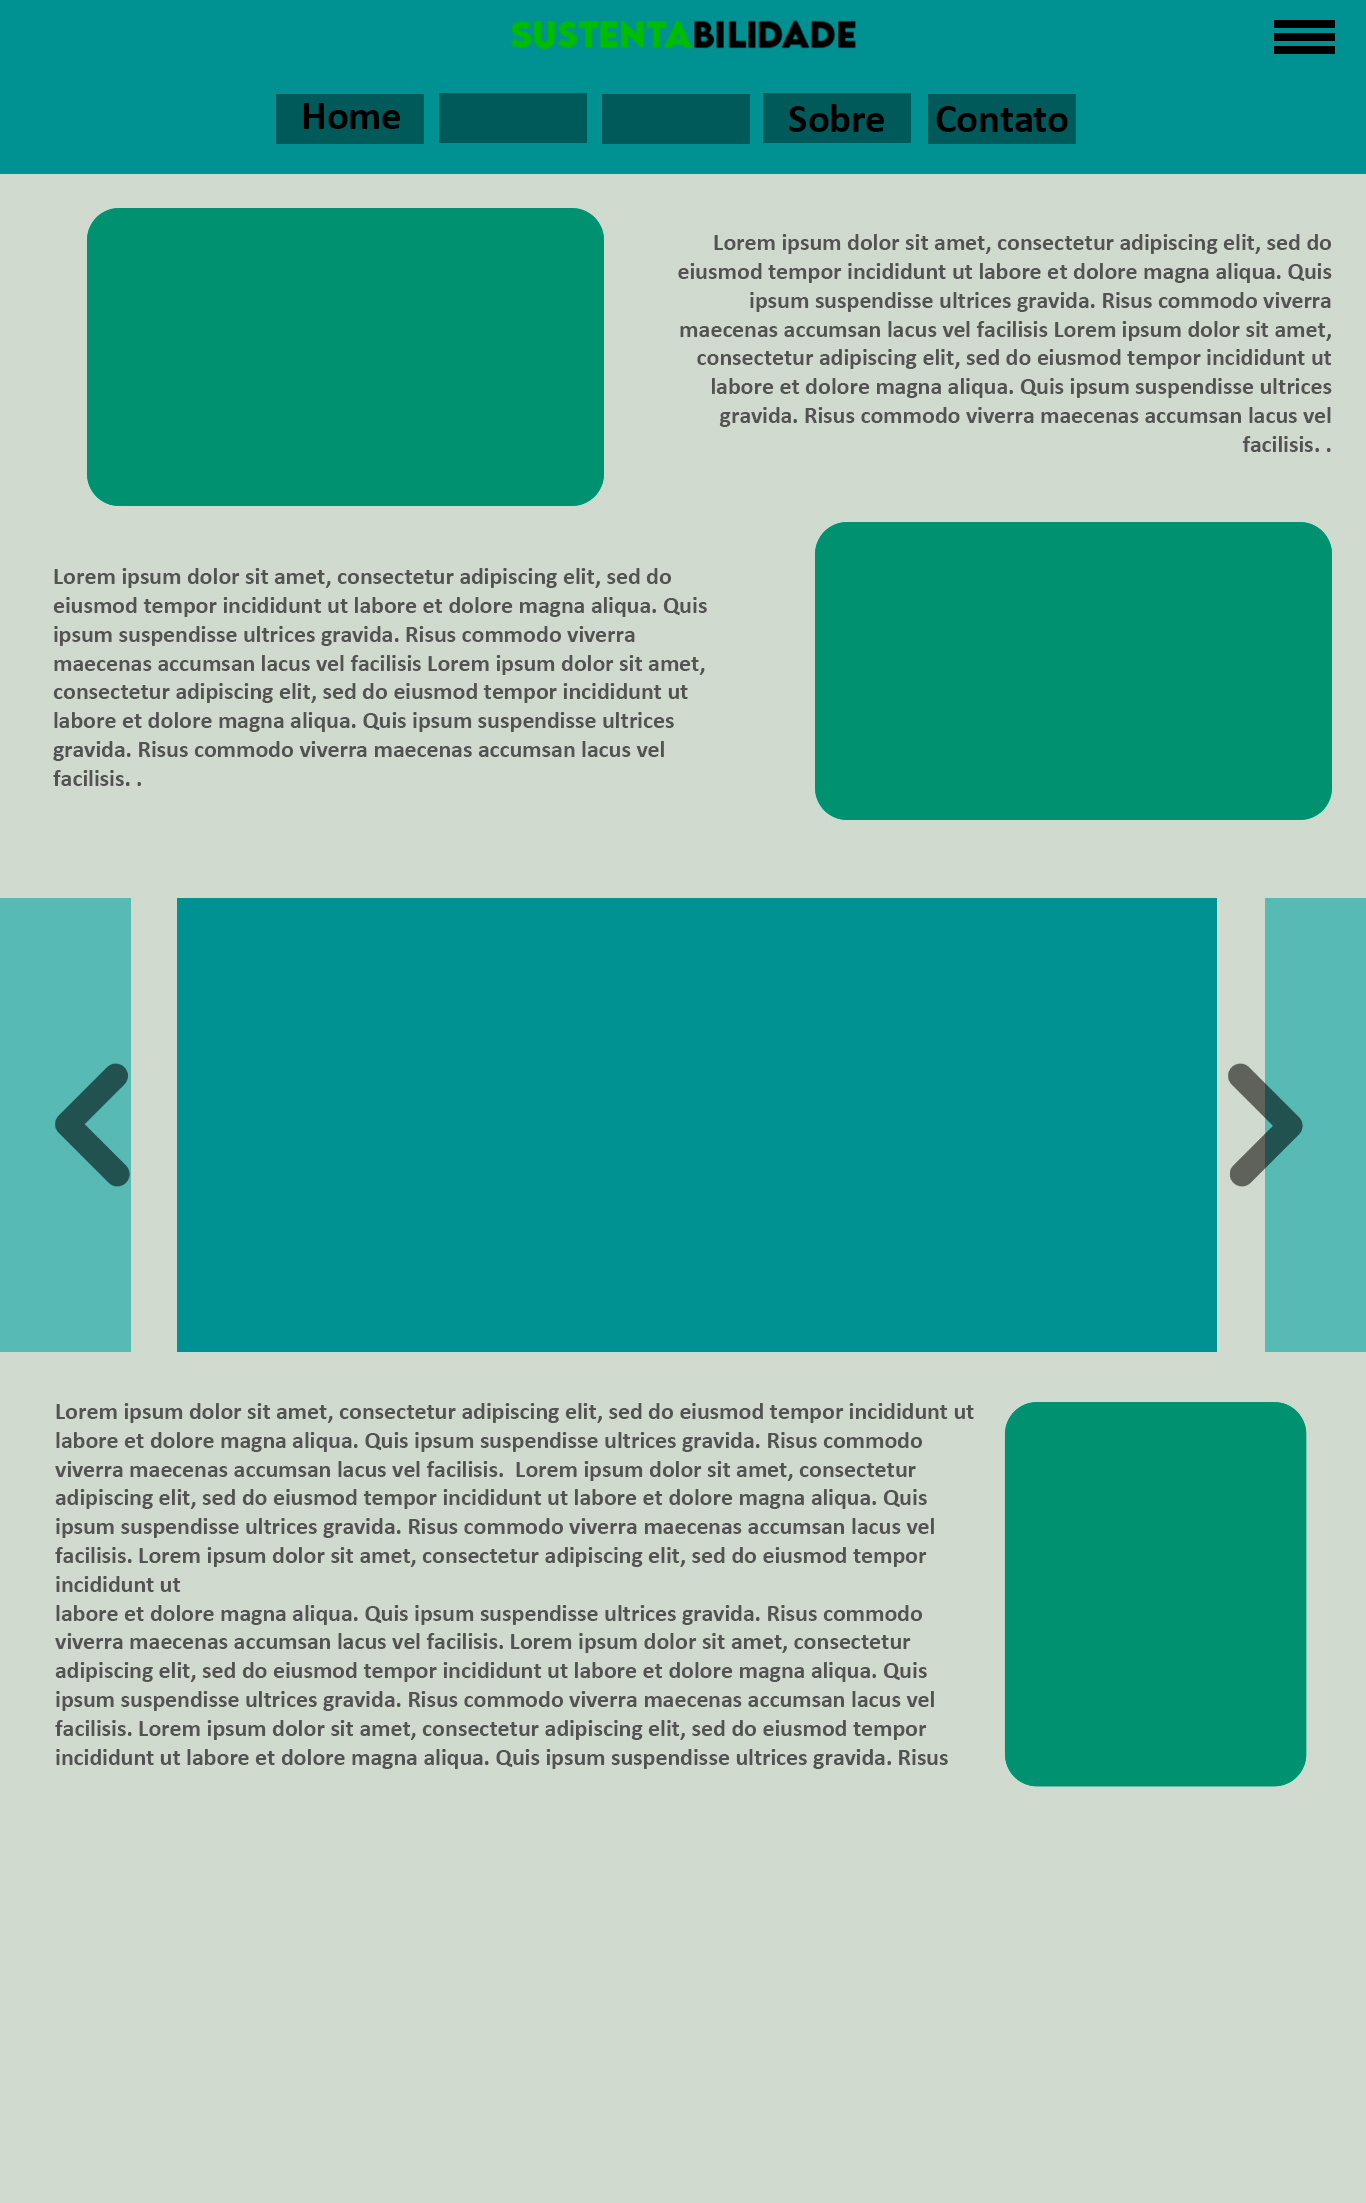 SUSTENTABILIDADE
Home
Sobre
Contato
Lorem ipsum dolor sit amet, consectetur adipiscing elit, sed do
eiusmod tempor incididunt ut labore et dolore magna aliqua. Quis
ipsum suspendisse ultrices gravida. Risus commodo viverra
maecenas accumsan lacus vel facilisis Lorem ipsum dolor sit amet,
consectetur adipiscing elit, sed do eiusmod tempor incididunt ut
labore et dolore magna aliqua. Quis ipsum suspendisse ultrices
gravida. Risus commodo viverra maecenas accumsan lacus vel
facilisis. .
Lorem ipsum dolor sit amet, consectetur adipiscing elit, sed do
eiusmod tempor incididunt ut labore et dolore magna aliqua. Quis
ipsum suspendisse ultrices gravida. Risus commodo viverra
maecenas accumsan lacus vel facilisis Lorem ipsum dolor sit amet,
consectetur adipiscing elit, sed do eiusmod tempor incididunt ut
labore et dolore magna aliqua. Quis ipsum suspendisse ultrices
gravida. Risus commodo viverra maecenas accumsan lacus vel
facilisis. .
Lorem ipsum dolor sit amet, consectetur adipiscing elit, sed do eiusmod tempor incididunt ut
labore et dolore magna aliqua. Quis ipsum suspendisse ultrices gravida. Risus commodo
viverra maecenas accumsan lacus vel facilisis.  Lorem ipsum dolor sit amet, consectetur
adipiscing elit, sed do eiusmod tempor incididunt ut labore et dolore magna aliqua. Quis
ipsum suspendisse ultrices gravida. Risus commodo viverra maecenas accumsan lacus vel
facilisis. Lorem ipsum dolor sit amet, consectetur adipiscing elit, sed do eiusmod tempor
incididunt ut
labore et dolore magna aliqua. Quis ipsum suspendisse ultrices gravida. Risus commodo
viverra maecenas accumsan lacus vel facilisis. Lorem ipsum dolor sit amet, consectetur
adipiscing elit, sed do eiusmod tempor incididunt ut labore et dolore magna aliqua. Quis
ipsum suspendisse ultrices gravida. Risus commodo viverra maecenas accumsan lacus vel
facilisis. Lorem ipsum dolor sit amet, consectetur adipiscing elit, sed do eiusmod tempor
incididunt ut labore et dolore magna aliqua. Quis ipsum suspendisse ultrices gravida. Risus